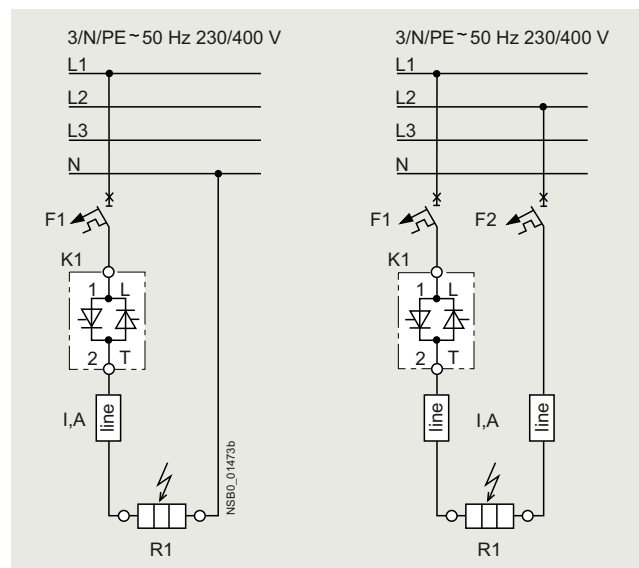 3/N/PE~50 Hz 230/400 V
L1
L2
L3
N
F1
K1
1 L
2 T
I,A
line
NSB0_01473b
R1
3/N/PE~50 Hz 230/400 V
L1
L2
L3
N
F1
F2
K1
1 L
2 T
line
I,A
line
R1